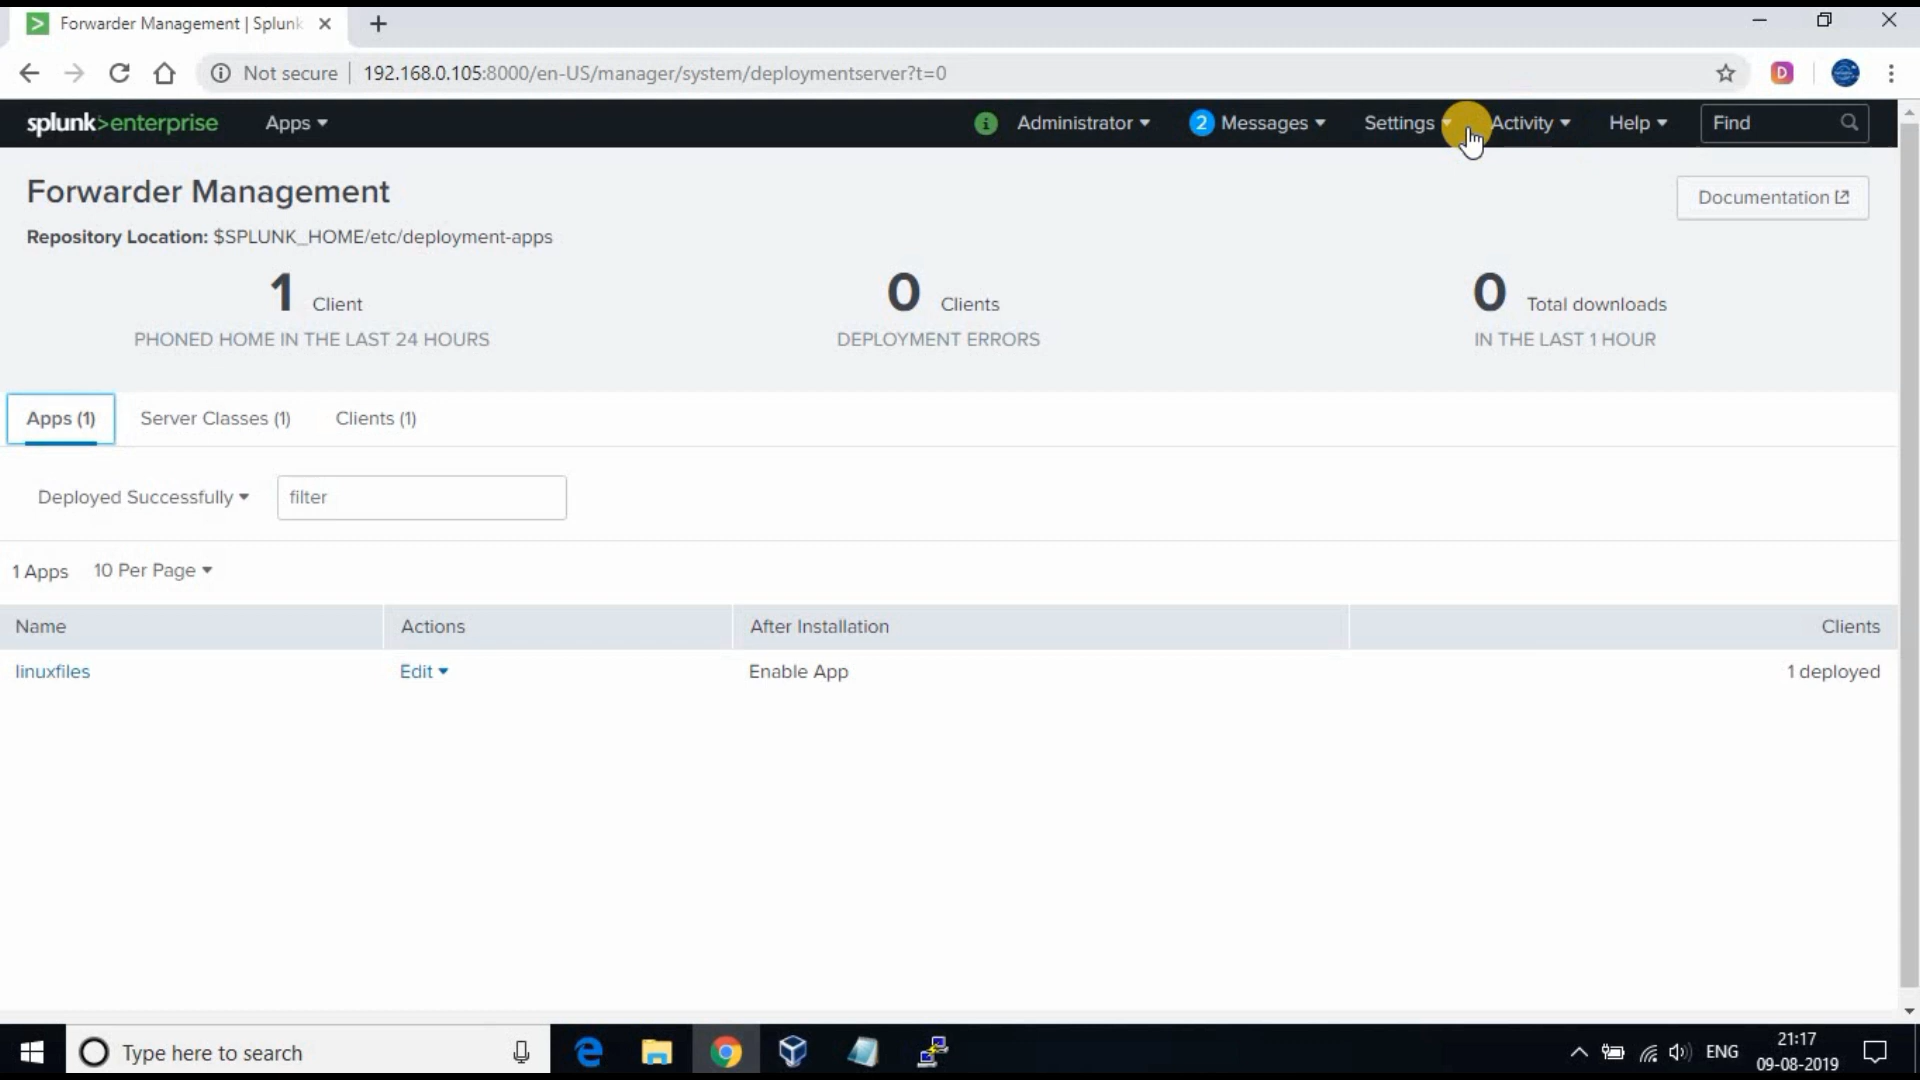 Forwarder Management | Splunk
Not secure
192.168.0.105:8000/en-US/manager/system/deploymentserver?t=0
D
splunk>enterprise
Apps
i
Administrator
2
Messages
Settings
Activity
Help
Find
Forwarder Management
Documentation
Repository Location: $SPLUNK_HOME/etc/deployment-apps
1 Client
PHONED HOME IN THE LAST 24 HOURS
0 Clients
DEPLOYMENT ERRORS
0 Total downloads
IN THE LAST 1 HOUR
Apps (1)
Server Classes (1)
Clients (1)
Deployed Successfully
filter
1 Apps
10 Per Page
Name
Actions
After Installation
Clients
linuxfiles
Edit
Enable App
1 deployed
Type here to search
ENG
21:17
09-08-2019